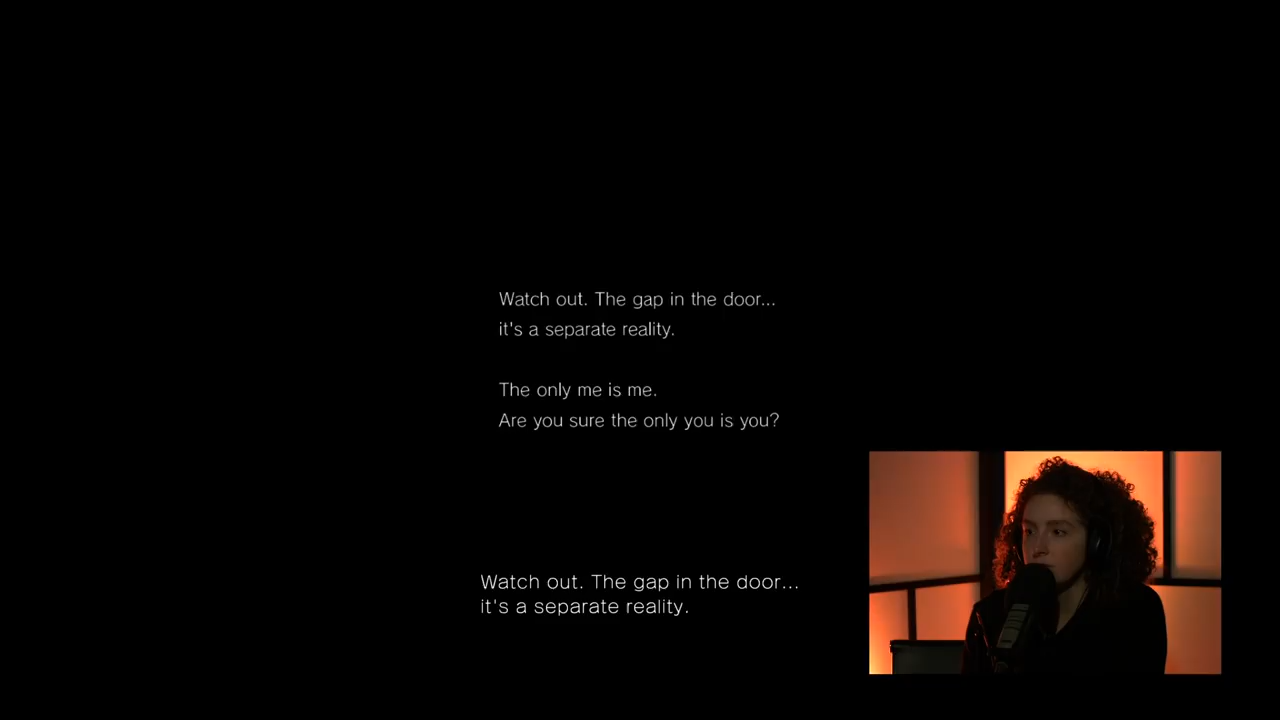 Watch out. The gap in the door...
it's a separate reality.
The only me is me.
Are you sure the only you is you?
Watch out. The gap in the door...
it's a separate reality.